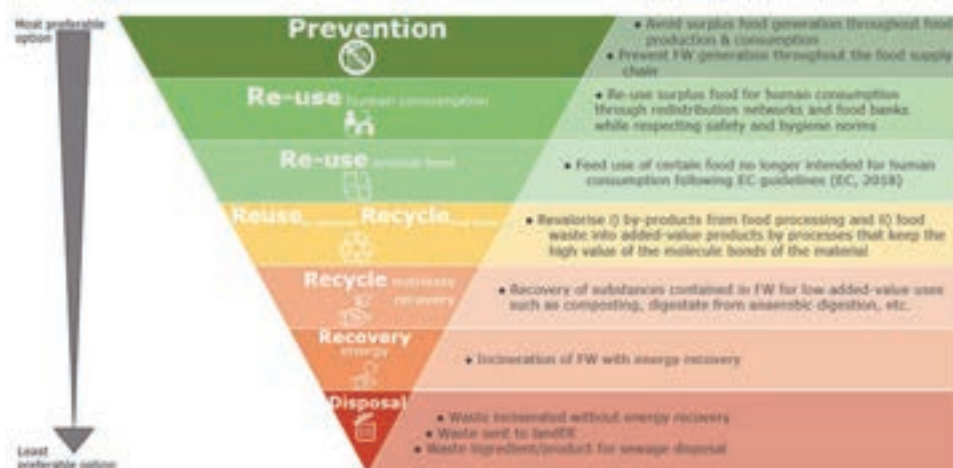 Most preferable
option
Prevention
• Avoid surplus food generation throughout food
production & consumption
• Prevent FW generation throughout the food supply
chain
Re-use human consumption
• Re-use surplus food for human consumption
through redistribution networks and food banks
while respecting safety and hygiene norms
Re-use animal feed
• Feed use of certain food no longer intended for human
consumption following EC guidelines (EC, 2018)
Reuse Recycle
• Revalorise i) by-products from food processing and ii) food
waste into added-value products by processes that keep the
high value of the molecule bonds of the material
Recycle nutrients
recovery
• Recovery of substances contained in FW for low added-value uses
such as composting, digestate from anaerobic digestion, etc.
Recovery
energy
• Incineration of FW with energy recovery
Disposal
• Waste incinerated without energy recovery
• Waste sent to landfill
• Waste ingredient/product for sewage disposal
Least
preferable option